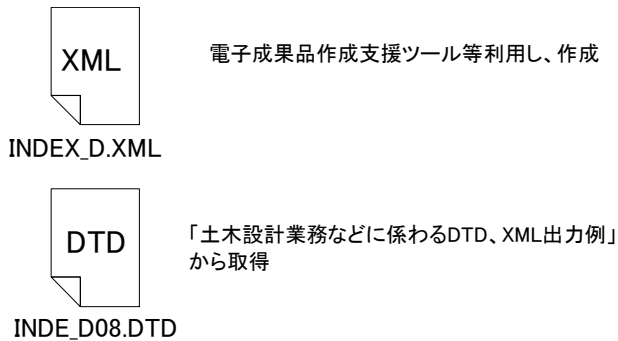 XML
電子成果品作成支援ツール等利用し、作成
INDEX_D.XML
DTD
「土木設計業務などに係わるDTD、XML出力例」
から取得
INDE_D08.DTD